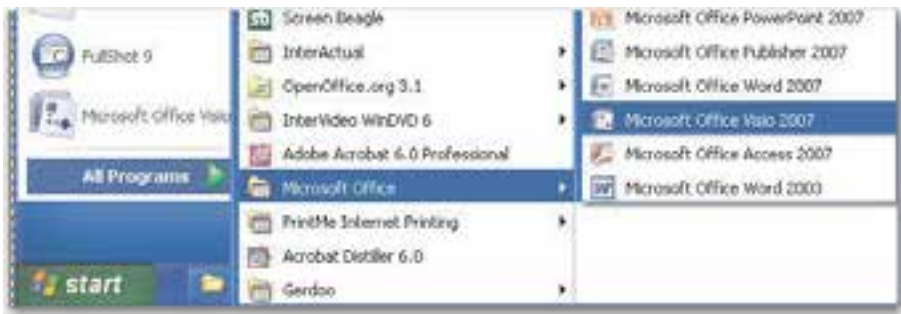 FullShot 9
Microsoft Office Visio
All Programs
start
Screen Beagle
InterActual
OpenOffice.org 3.1
InterVideo WinDVD 6
Adobe Acrobat 6.0 Professional
Microsoft Office
PrintMe Internet Printing
Acrobat Distiller 6.0
Gerdoo
Microsoft Office PowerPoint 2007
Microsoft Office Publisher 2007
Microsoft Office Word 2007
Microsoft Office Visio 2007
Microsoft Office Access 2007
Microsoft Office Word 2003